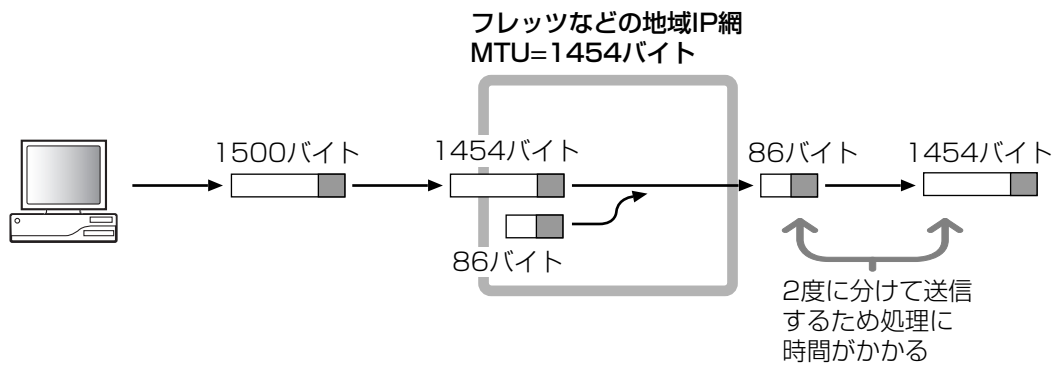 フレッツなどの地域IP網
MTU=1454バイト
1500バイト
1454バイト
86バイト
86バイト
1454バイト
2度に分けて送信
するため処理に
時間がかかる